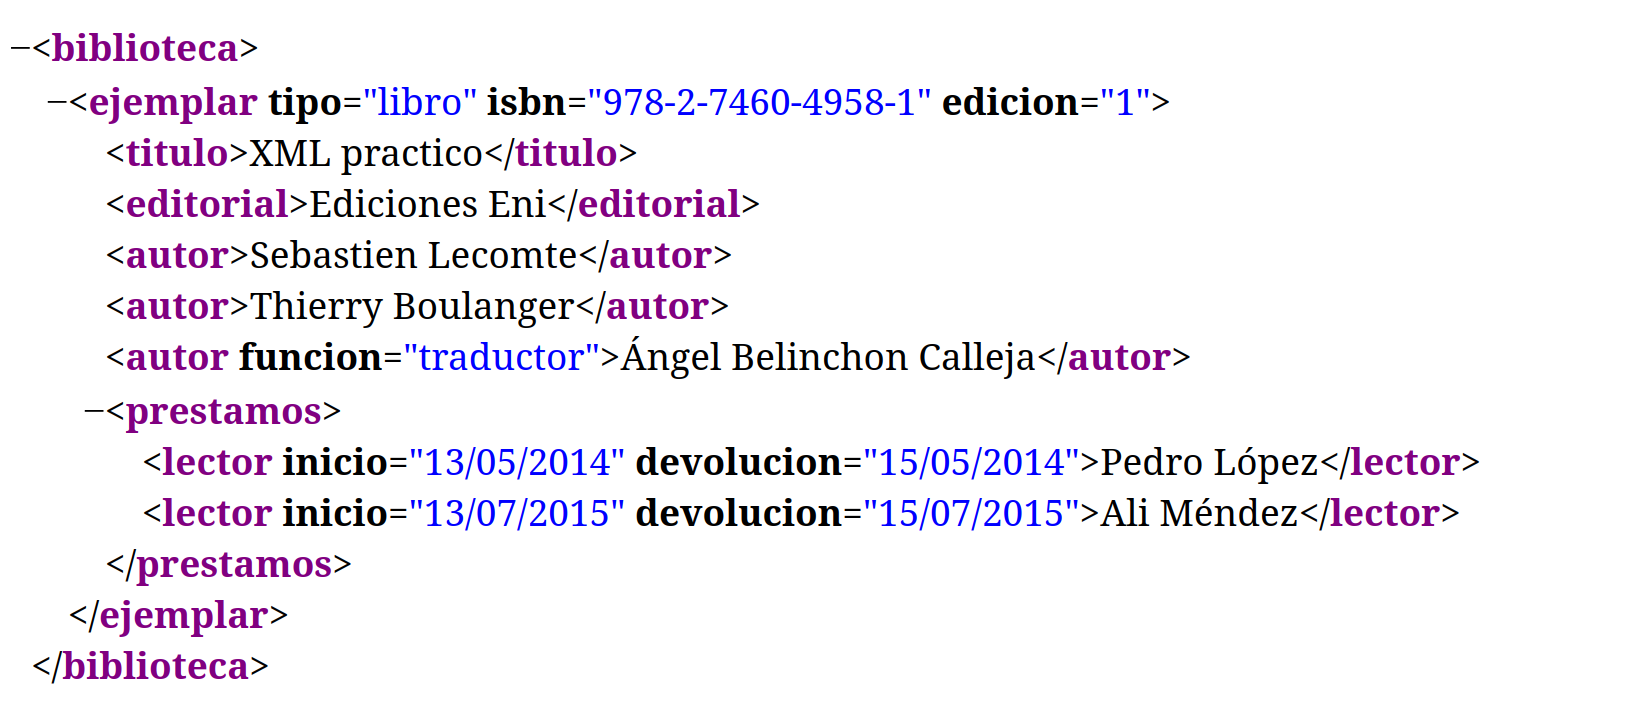 −<biblioteca>
−<ejemplar tipo="libro" isbn="978-2-7460-4958-1" edicion="1">
<titulo>XML practico</titulo>
<editorial>Ediciones Eni</editorial>
<autor>Sebastien Lecomte</autor>
<autor>Thierry Boulanger</autor>
<autor funcion="traductor">Ángel Belinchon Calleja</autor>
−<prestamos>
<lector inicio="13/05/2014" devolucion="15/05/2014">Pedro López</lector>
<lector inicio="13/07/2015" devolucion="15/07/2015">Ali Méndez</lector>
</prestamos>
</ejemplar>
</biblioteca>